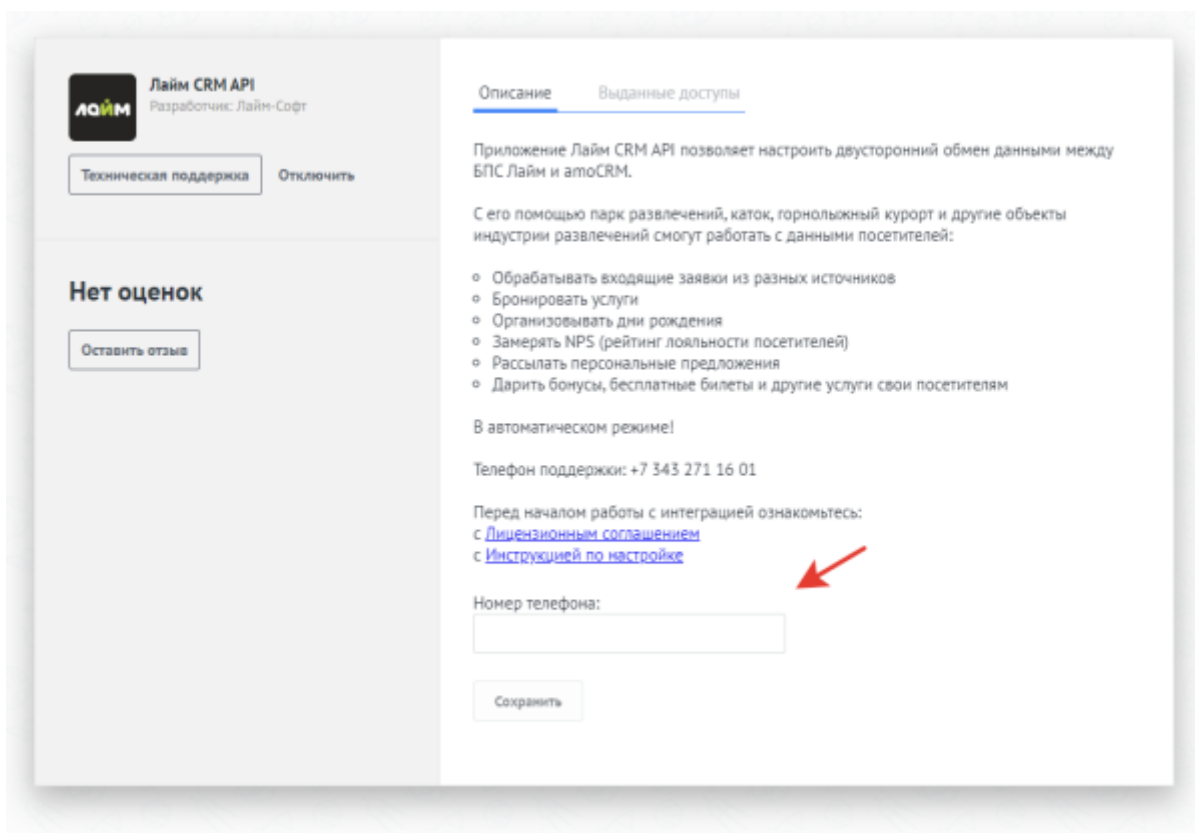 лайм
Лайм CRM API
Разработчик: Лайм-Софт
Техническая поддержка
Отключить
Нет оценок
Оставить отзыв
Описание
Выданные доступы
Приложение Лайм CRM API позволяет настроить двусторонний обмен данными между
БПС Лайм и amoCRM.
С его помощью парк развлечений, каток, горнолыжный курорт и другие объекты
индустрии развлечений смогут работать с данными посетителей:
Обрабатывать входящие заявки из разных источников
Бронировать услуги
Организовывать дни рождения
Замерять NPS (рейтинг лояльности посетителей)
Рассылать персональные предложения
Дарить бонусы, бесплатные билеты и другие услуги свои посетителям
В автоматическом режиме!
Телефон поддержки: +7 343 271 16 01
Перед началом работы с интеграцией ознакомьтесь:
с Лицензионным соглашением
с Инструкцией по настройке
Номер телефона:
Сохранить